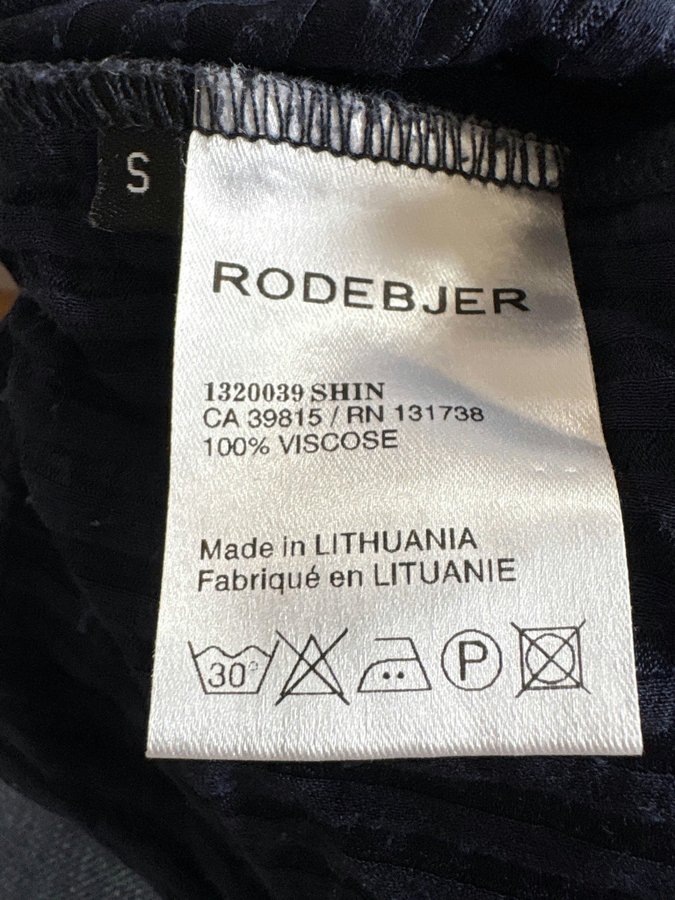 S
RODEBJER
1320039 SHIN
CA 39815 / RN 131738
100% VISCOSE
Made in LITHUANIA
Fabriqué en LITUANIE
30°
P